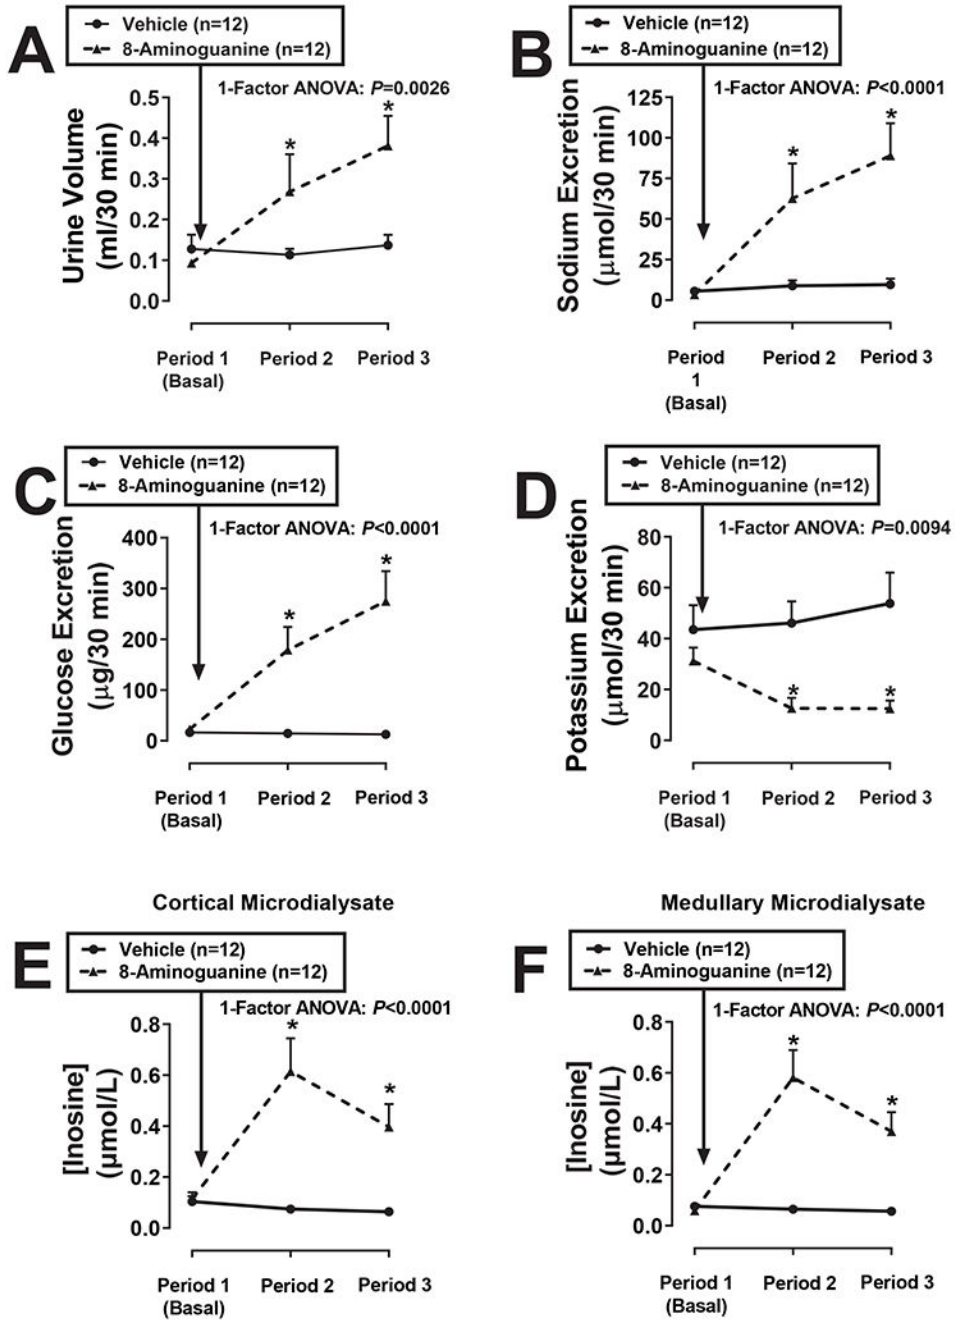 A
Vehicle (n=12)
8-Aminoguanine (n=12)
1-Factor ANOVA: P=0.0026
Urine Volume
(ml/30 min)
0.5
0.4
0.3
0.2
0.1
0.0
*
*
Period 1
(Basal)
Period 2
Period 3
B
Vehicle (n=12)
8-Aminoguanine (n=12)
1-Factor ANOVA: P<0.0001
Sodium Excretion
(μmol/30 min)
125
100
75
50
25
0
*
*
Period
1
(Basal)
Period 2
Period 3
C
Vehicle (n=12)
8-Aminoguanine (n=12)
1-Factor ANOVA: P<0.0001
Glucose Excretion
(μg/30 min)
400
300
200
100
0
*
*
Period 1
(Basal)
Period 2
Period 3
D
Vehicle (n=12)
8-Aminoguanine (n=12)
1-Factor ANOVA: P=0.0094
Potassium Excretion
(μmol/30 min)
80
60
40
20
0
*
*
Period 1
(Basal)
Period 2
Period 3
Cortical Microdialysate
E
Vehicle (n=12)
8-Aminoguanine (n=12)
1-Factor ANOVA: P<0.0001
[Inosine]
(μmol/L)
0.8
0.6
0.4
0.2
0.0
*
*
Period 1
(Basal)
Period 2
Period 3
Medullary Microdialysate
F
Vehicle (n=12)
8-Aminoguanine (n=12)
1-Factor ANOVA: P<0.0001
[Inosine]
(μmol/L)
0.8
0.6
0.4
0.2
0.0
*
*
Period 1
(Basal)
Period 2
Period 3